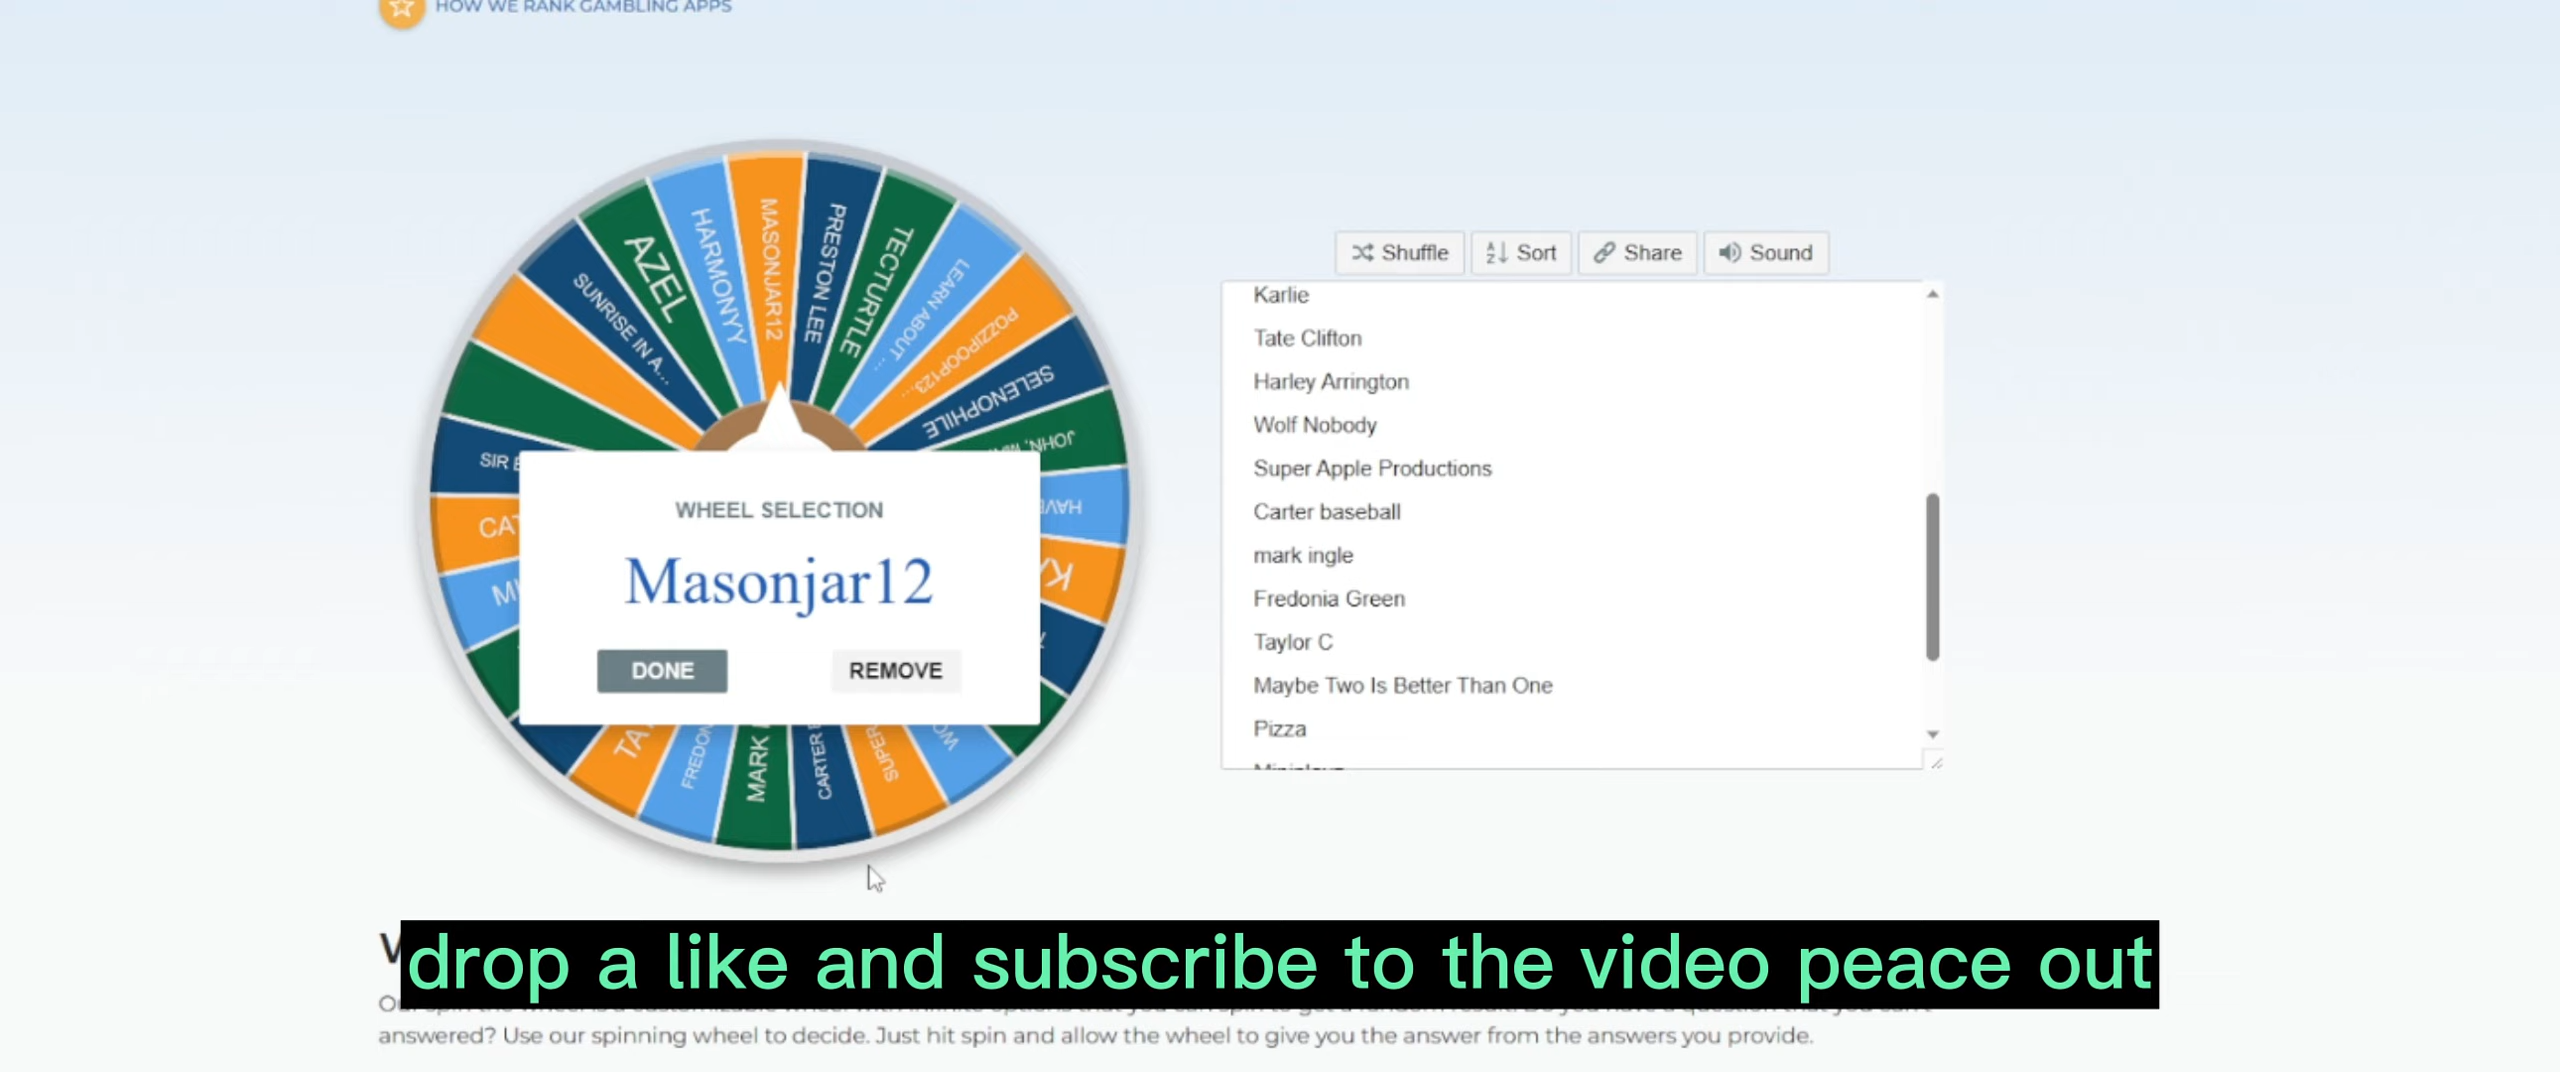 HOW WE RANK GAMBLING APPS
SUNRISE IN A...
AZEL
HARMONYY
MASONJAR12
PRESTON LEE
TECTURTLE
LEARN ABOUT ...
POZZIPOOP123...
SELENOPHILE
JOHN,
HAVE
SIR
CAT
WHEEL SELECTION
Masonjar12
DONE
REMOVE
TA
FREDON
MARK
CARTER
SUPER
WO
Shuffle
Sort
Share
Sound
Karlie
Tate Clifton
Harley Arrington
Wolf Nobody
Super Apple Productions
Carter baseball
mark ingle
Fredonia Green
Taylor C
Maybe Two Is Better Than One
Pizza
drop a like and subscribe to the video peace out
answered? Use our spinning wheel to decide. Just hit spin and allow the wheel to give you the answer from the answers you provide.